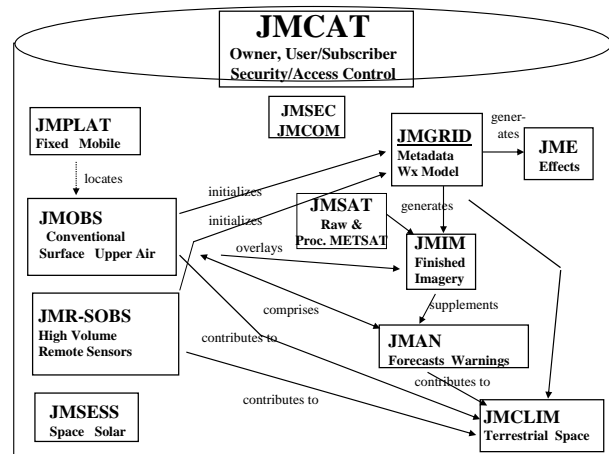 JMCAT
Owner, User/Subscriber
Security/Access Control
JMPLAT
Fixed Mobile
JMSEC
JMCOM
JMGRID
Metadata
Wx Model
gener-
ates
JME
Effects
locates
initializes
JMOBS
Conventional
Surface Upper Air
initializes
JMSAT
Raw &
Proc. METSAT
generates
overlays
JMIM
Finished
Imagery
JMR-SOBS
High Volume
Remote Sensors
comprises
supplements
contributes to
JMAN
Forecasts Warnings
contributes to
contributes to
JMSESS
Space Solar
JMCLIM
Terrestrial Space